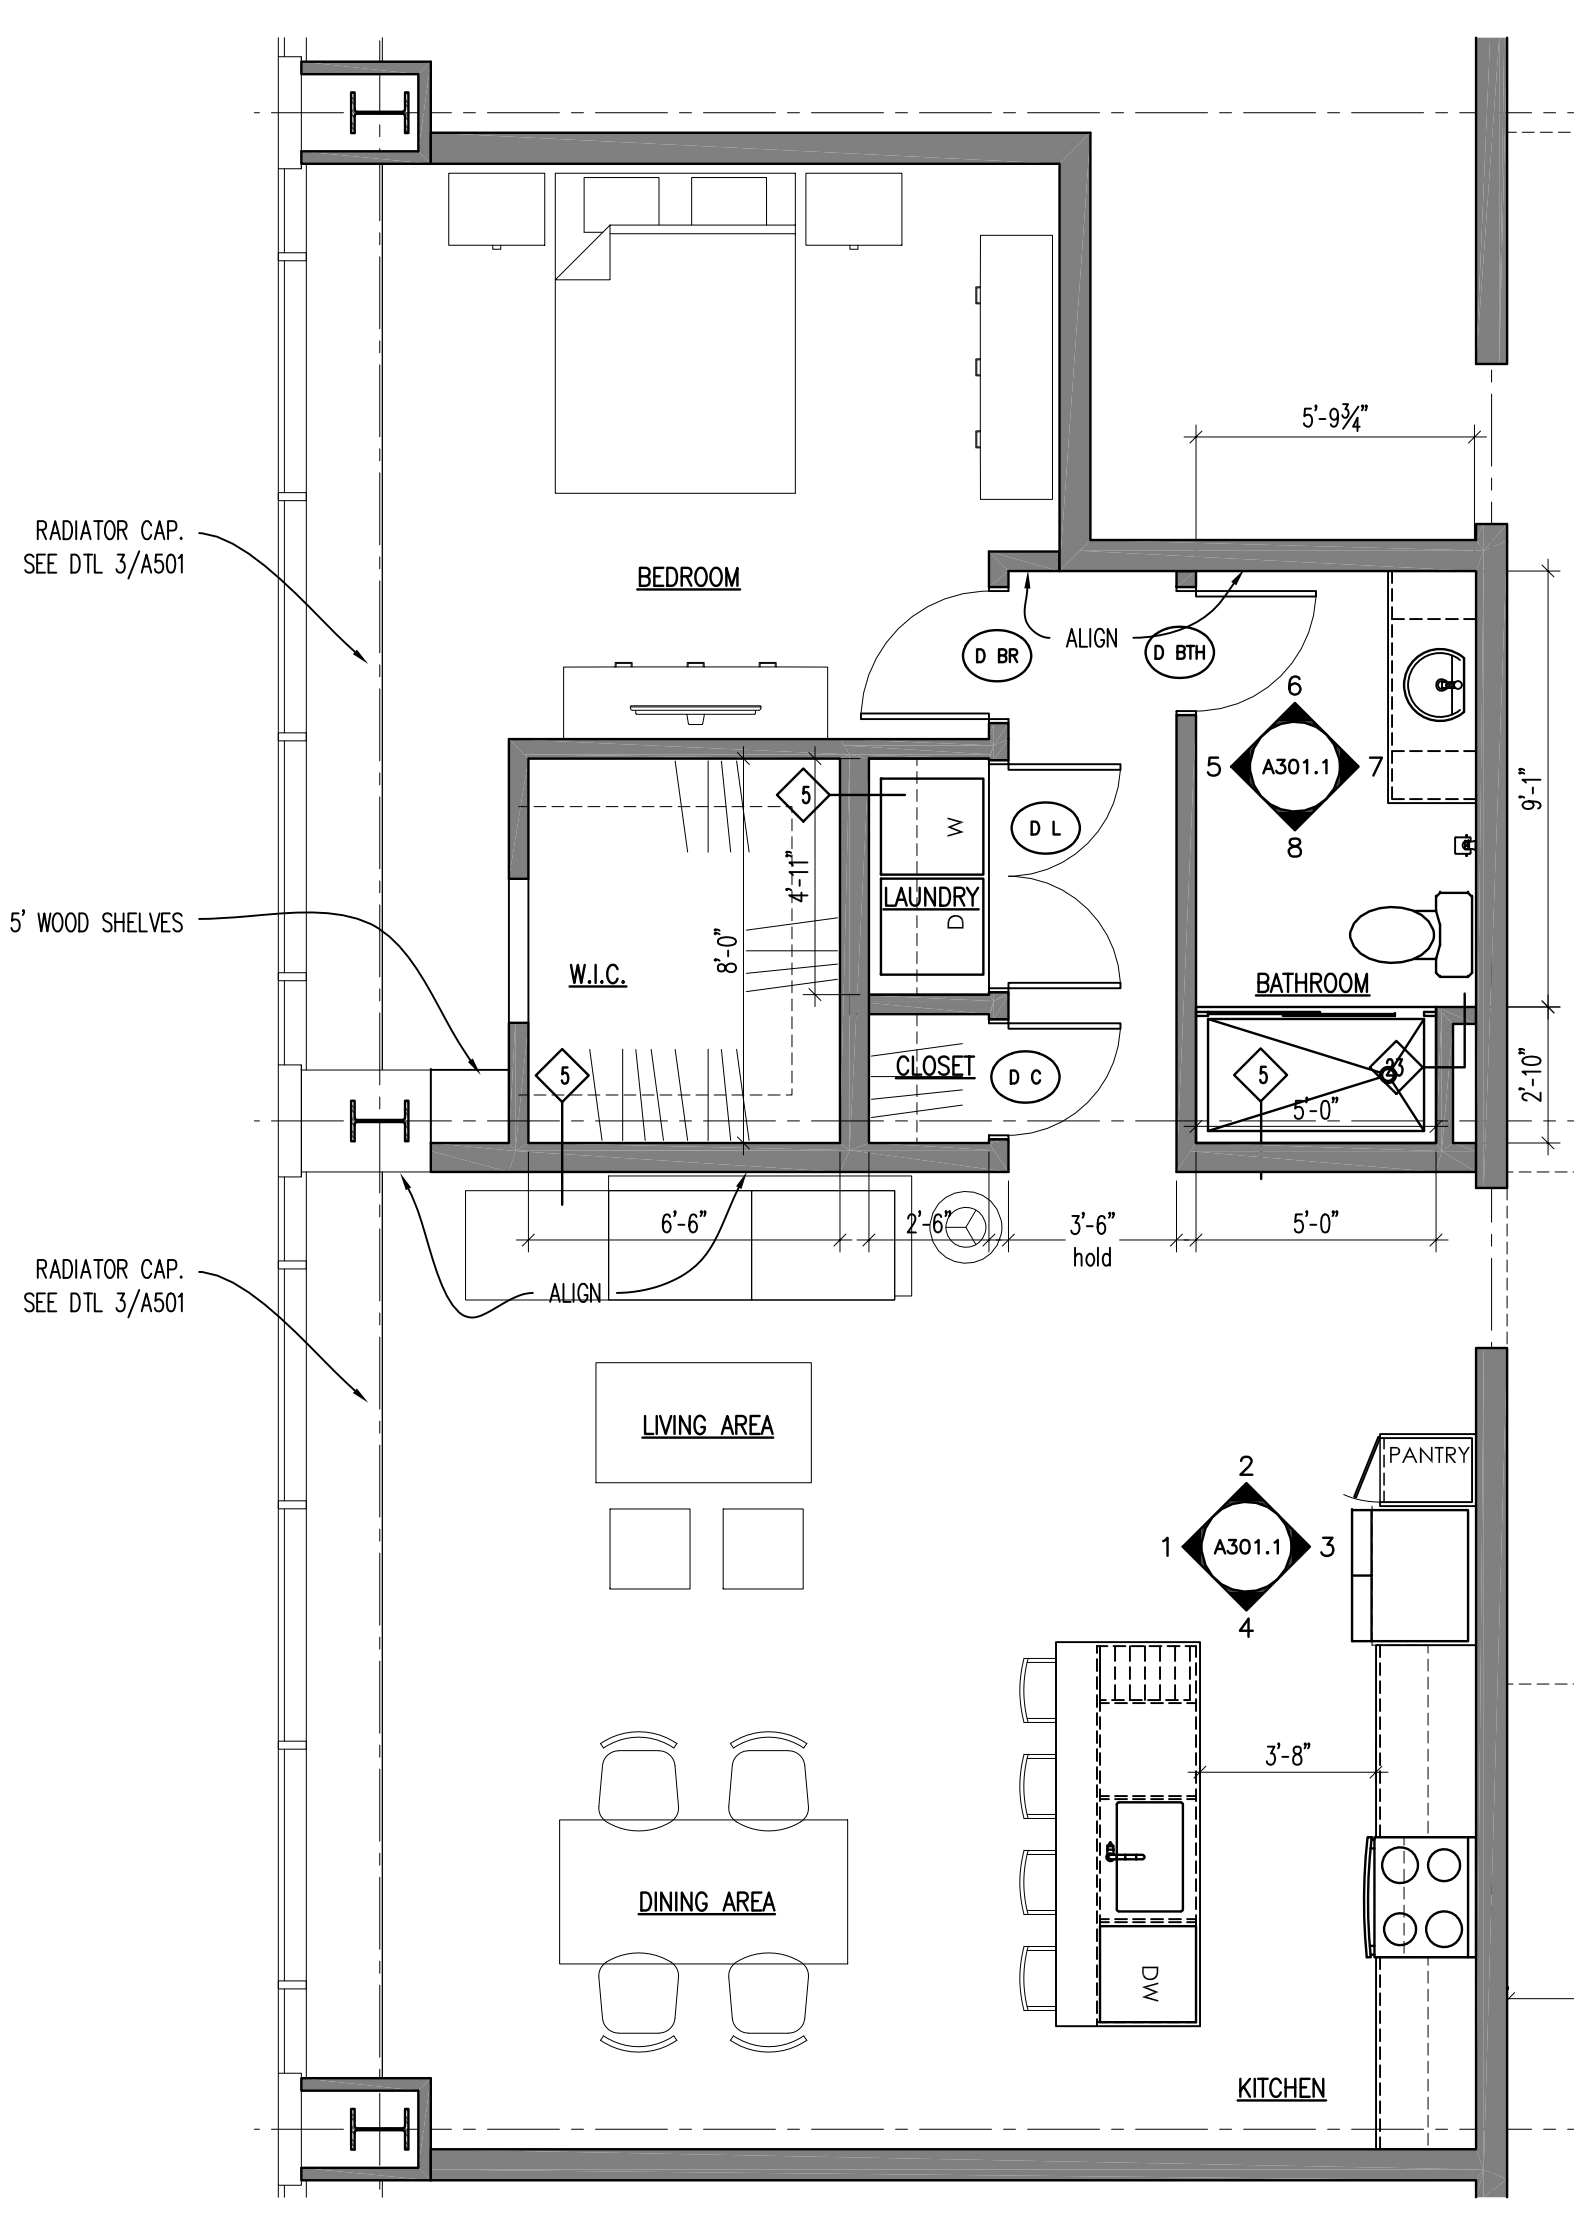 5'-9¾"
RADIATOR CAP.
SEE DTL 3/A501
BEDROOM
ALIGN
D BR
D BTH
6
5
A301.1
7
8
9'-1"
5
W
D L
4'-11"
LAUNDRY
D
5' WOOD SHELVES
8'-0"
W.I.C.
BATHROOM
5
CLOSET
D C
5
23
2'-10"
5'-0"
6'-6"
2'-6"
3'-6"
hold
5'-0"
RADIATOR CAP.
SEE DTL 3/A501
ALIGN
LIVING AREA
PANTRY
2
1
A301.1
3
4
3'-8"
DINING AREA
DW
KITCHEN